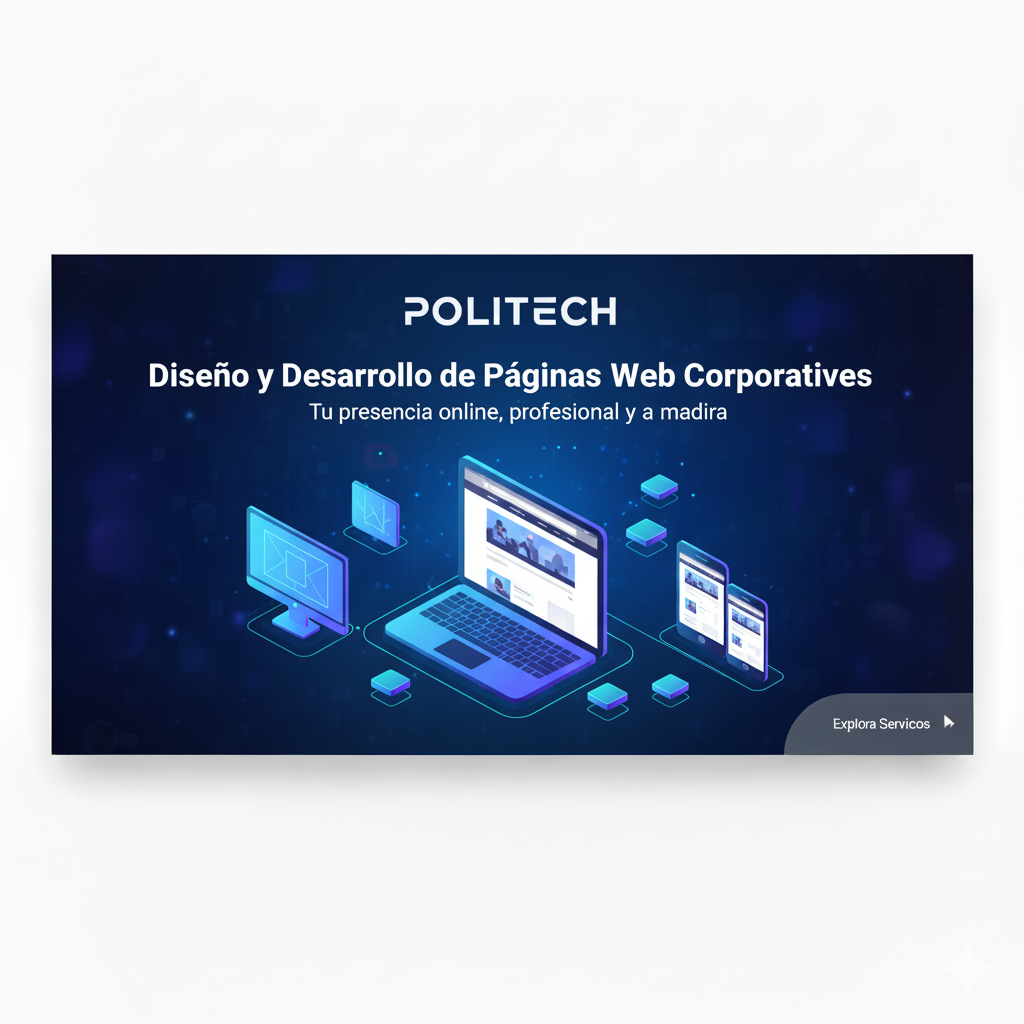 POLITECH
Diseño y Desarrollo de Páginas Web Corporatives
Tu presencia online, profesional y a madira
Explora Servicos